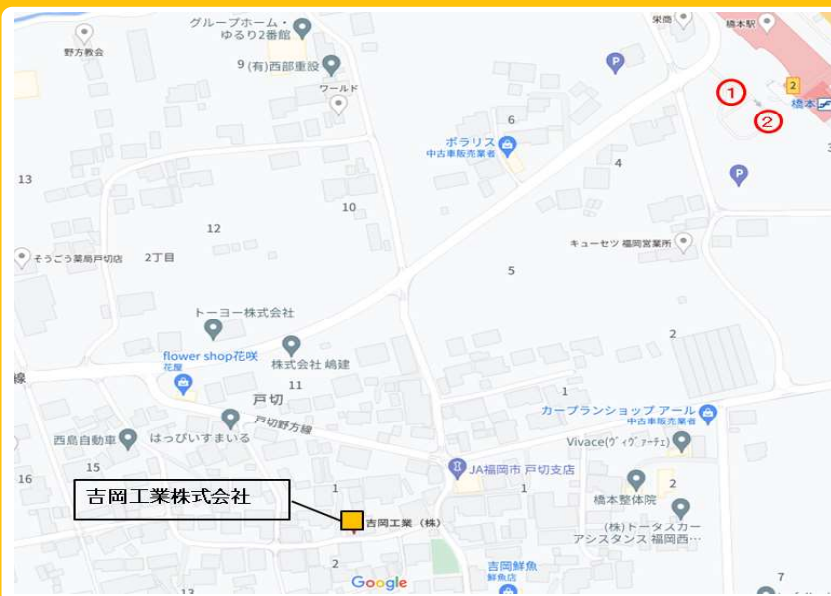 グループホーム・
ゆるり2番館
栄商
橋本駅
野方教会
9 (有)西部重設
P
ワールド
①
2
②
橋本
6
ポラリス
中古車販売業者
4
P
13
10
12
そうごう薬局戸切店
2丁目
キューセツ 福岡営業所
5
トーヨー株式会社
2
flower shop花咲
花屋
株式会社 嶋建
線
11
1
戸切
カープランショップ アール
中古車販売業者
戸切野方線
西島自動車
はっぴいすまいる
Vivace(ヴィヴァーチェ)
15
JA福岡市 戸切支店
16
吉岡工業株式会社
1
1
2
橋本整体院
吉岡工業(株)
(株)トータスカー
アシスタンス 福岡西…
2
吉岡鮮魚
鮮魚店
7
Google
13